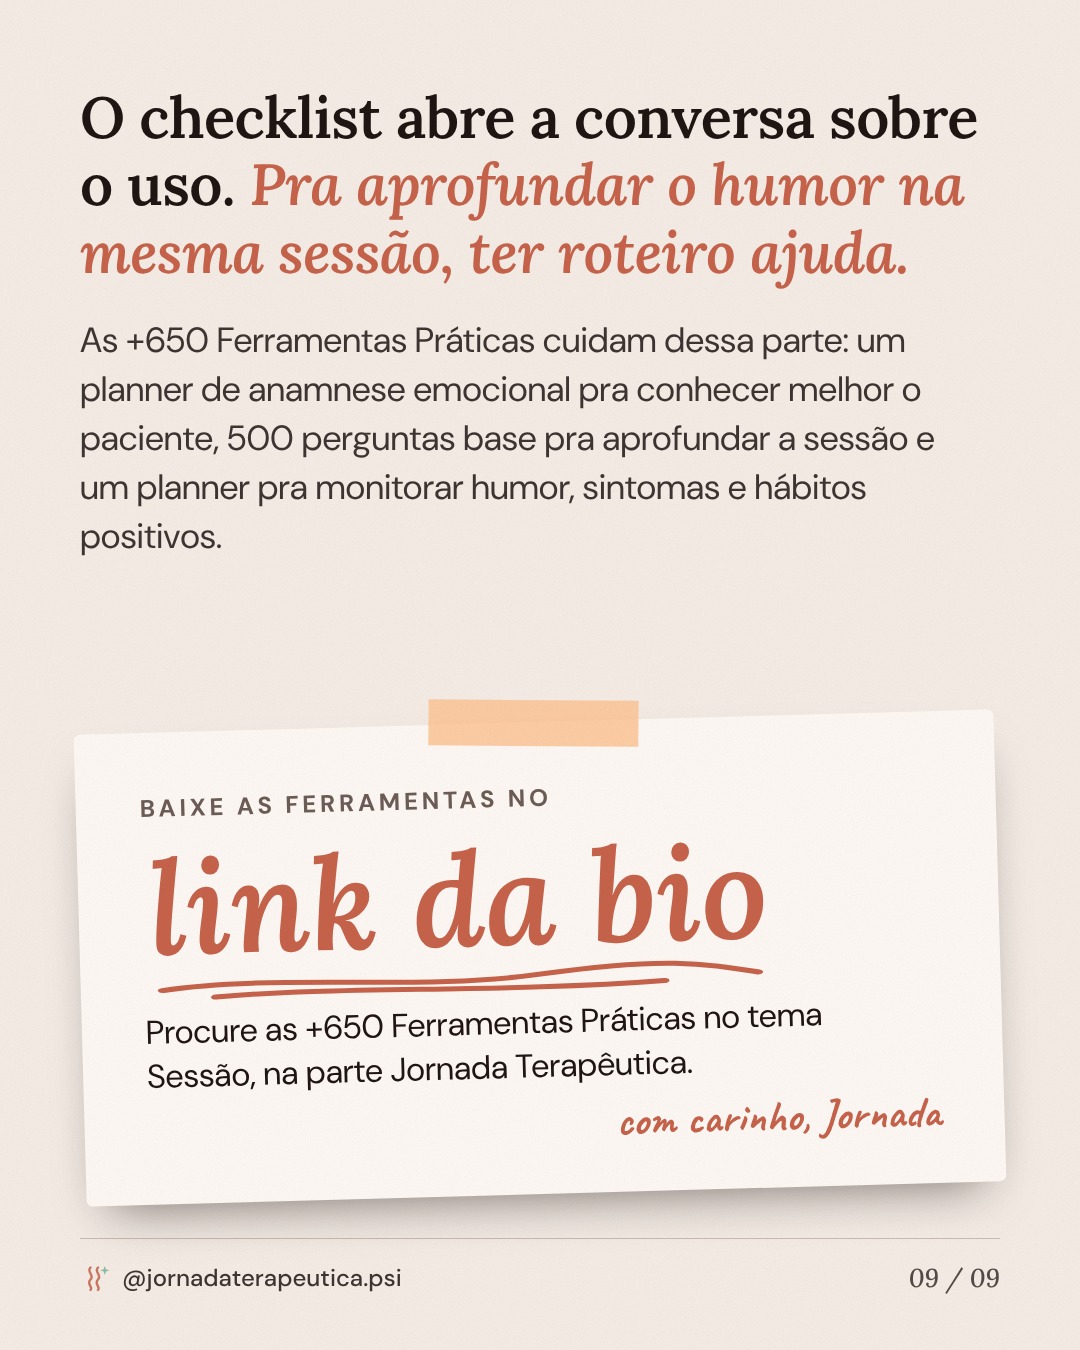 O checklist abre a conversa sobre
o uso. Pra aprofundar o humor na
mesma sessão, ter roteiro ajuda.
As +650 Ferramentas Práticas cuidam dessa parte: um
planner de anamnese emocional pra conhecer melhor o
paciente, 500 perguntas base pra aprofundar a sessão e
um planner pra monitorar humor, sintomas e hábitos
positivos.
BAIXE AS FERRAMENTAS NO
link da bio
Procure as +650 Ferramentas Práticas no tema
Sessão, na parte Jornada Terapêutica.
com carinho, Jornada
@jornadaterapeutica.psi
09 / 09